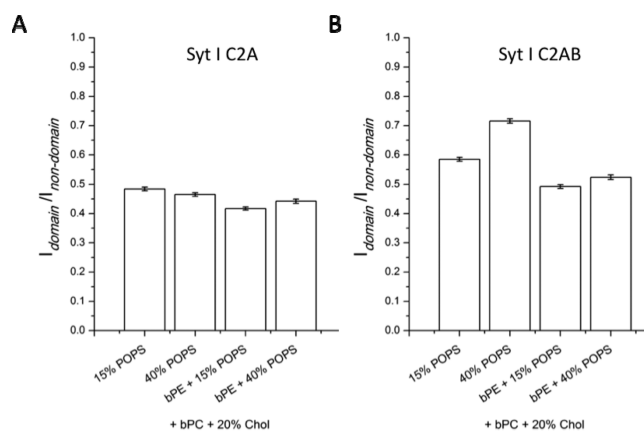 A
Syt I C2A
1.0
0.9
0.8
0.7
0.6
0.5
0.4
0.3
0.2
0.1
0.0
I domain /I non-domain
15% POPS
40% POPS
bPE + 15% POPS
bPE + 40% POPS
+ bPC + 20% Chol
B
Syt I C2AB
1.0
0.9
0.8
0.7
0.6
0.5
0.4
0.3
0.2
0.1
0.0
I domain /I non-domain
15% POPS
40% POPS
bPE + 15% POPS
bPE + 40% POPS
+ bPC + 20% Chol